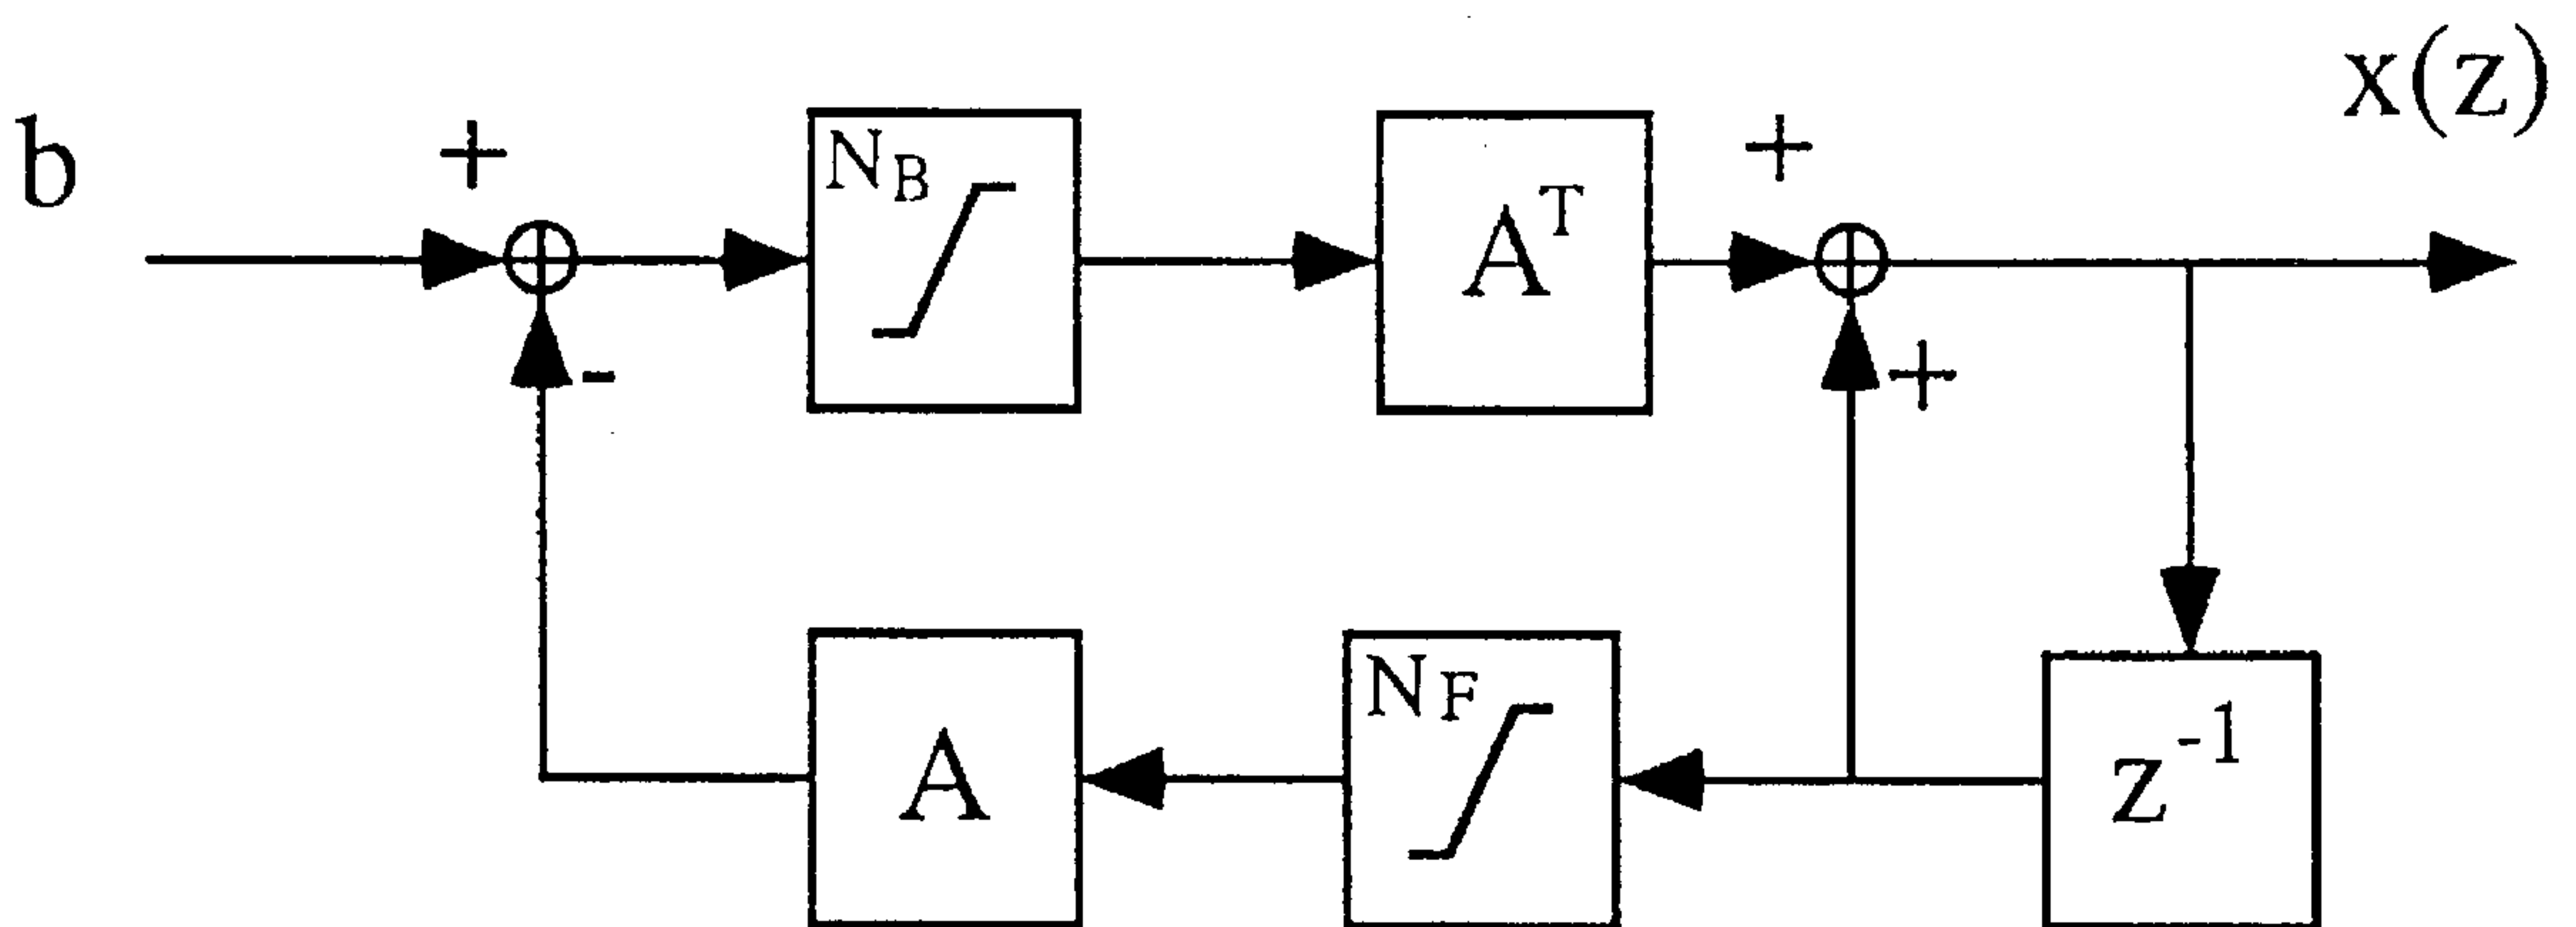 x(z)
b
+
N_B
A^T
+
-
+
A
N_F
z^-1